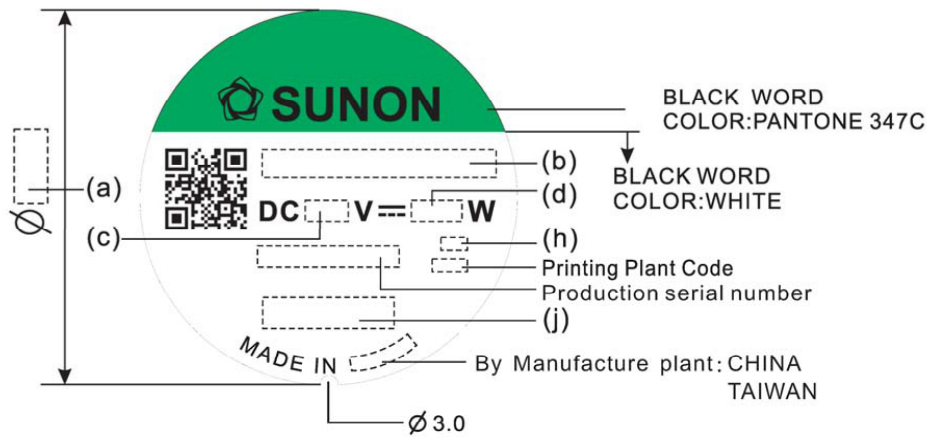 SUNON
BLACK WORD
COLOR:PANTONE 347C
(b)
BLACK WORD
COLOR:WHITE
(a)
(d)
DC V⎓ W
(c)
(h)
Printing Plant Code
Production serial number
(j)
MADE IN
By Manufacture plant: CHINA
TAIWAN
Ø
Ø 3.0